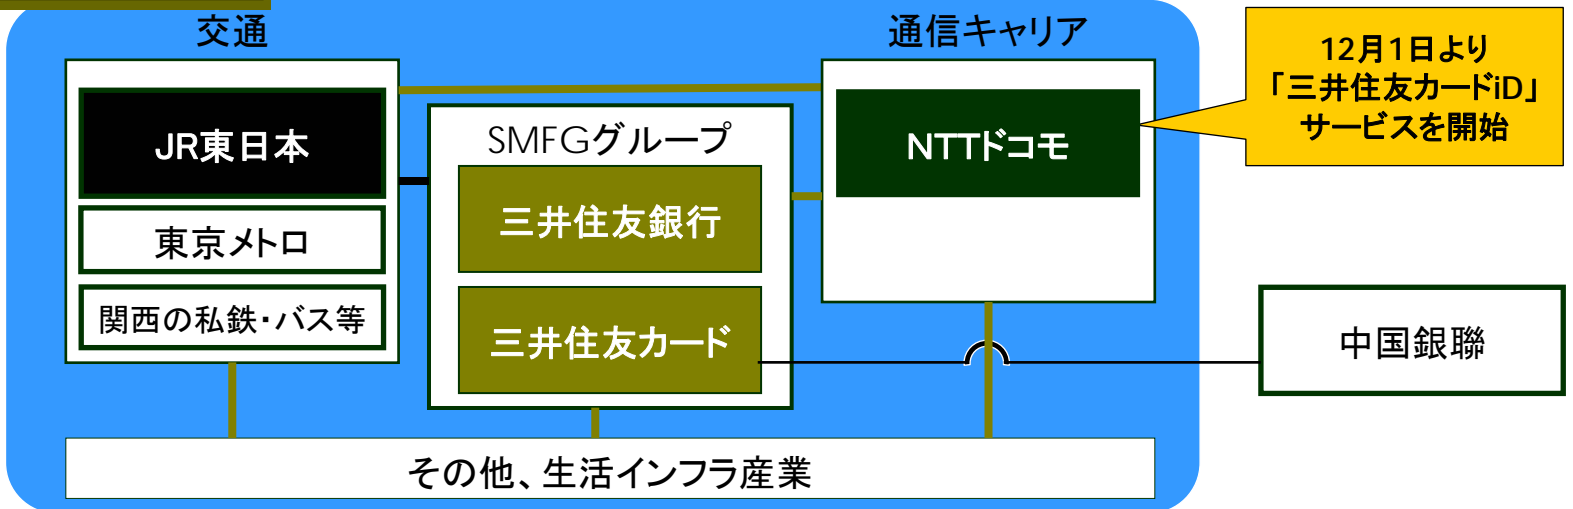 交通
JR東日本
東京メトロ
関西の私鉄・バス等
SMFGグループ
三井住友銀行
三井住友カード
通信キャリア
NTTドコモ
12月1日より
「三井住友カードiD」
サービスを開始
中国銀聯
その他、生活インフラ産業